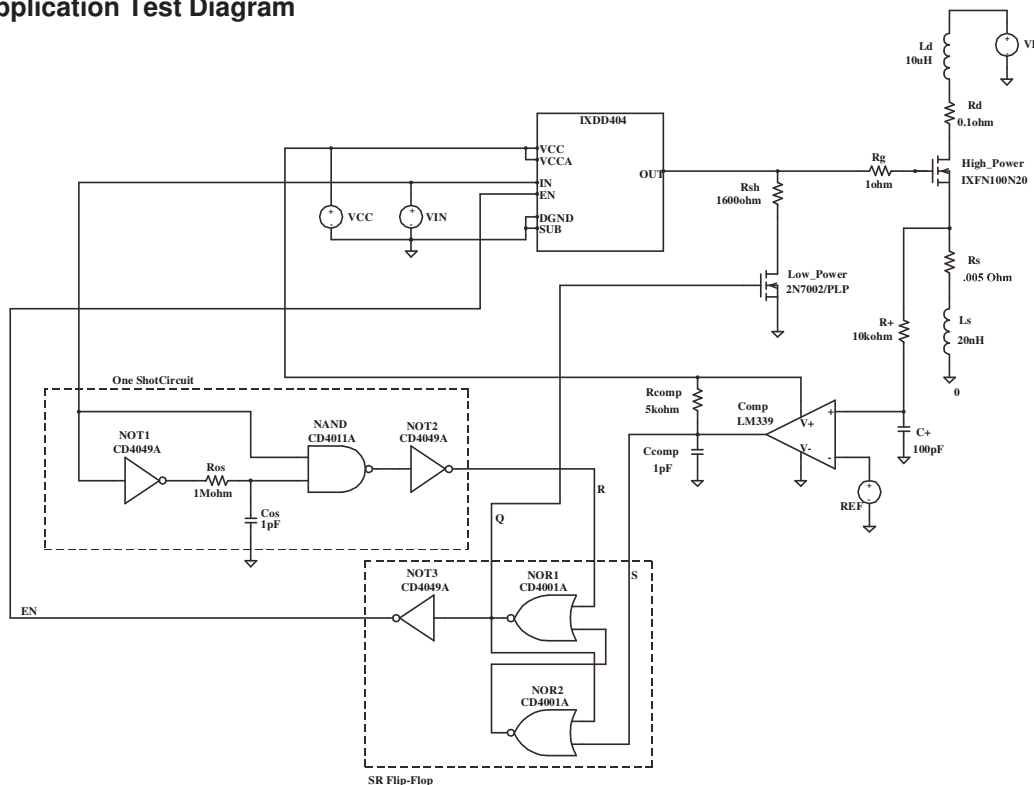 Application Test Diagram
Ld
10uH
Rd
0.1ohm
IXDD404
VCC
VCCA
IN
EN
DGND
SUB
OUT
VCC
VIN
Rg
1ohm
High_Power
IXFN100N20
Rsh
1600ohm
Low_Power
2N7002/PLP
Rs
.005 Ohm
R+
10kohm
Ls
20nH
0
One ShotCircuit
NOT1
CD4049A
Ros
1Mohm
Cos
1pF
NAND
CD4011A
NOT2
CD4049A
Rcomp
5kohm
Comp
LM339
V+
V-
+
-
Ccomp
1pF
C+
100pF
REF
R
Q
S
EN
NOT3
CD4049A
NOR1
CD4001A
NOR2
CD4001A
SR Flip-Flop